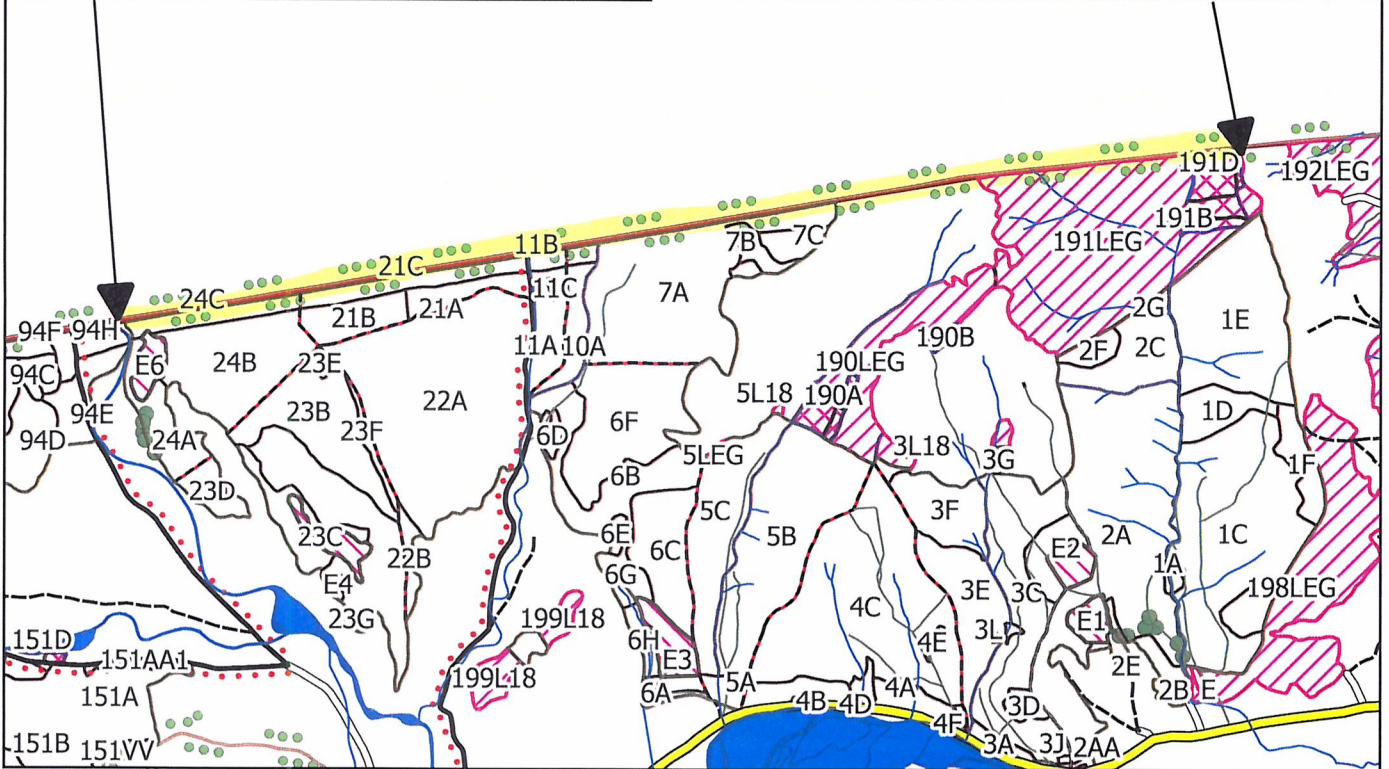 191D
192LEG
191B
11B
7B
7C
191LEG
21C
24C
11C
7A
2G
94F
94H
21B
21A
1E
190B
11A
10A
2F
2C
24B
23E
E6
190LEG
94C
5L18
190A
22A
23B
94E
6F
1D
23F
6D
94D
24A
3L18
5LEG
3G
1F
6B
23D
5C
3F
6E
5B
2A
1C
23C
6C
E2
22B
1A
6G
E4
3E
3C
198LEG
4C
23G
199L18
E1
3L
151D
6H
4E
151AA1
E3
2E
199L18
5A
4A
2B
E
151A
6A
4B
4D
3D
4F
151B
151VV
3A
3J
2AA